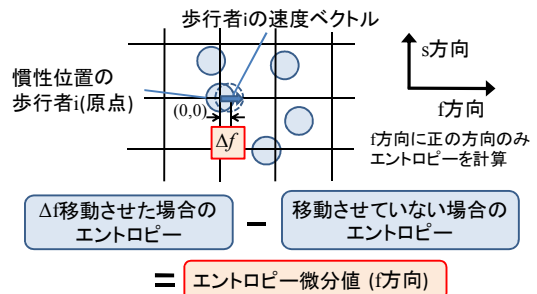 歩行者iの速度ベクトル
慣性位置の
歩行者i(原点)
(0,0)
Δf
s方向
f方向
f方向に正の方向のみ
エントロピーを計算
Δf移動させた場合の
エントロピー
−
移動させていない場合の
エントロピー
= エントロピー微分値 (f方向)